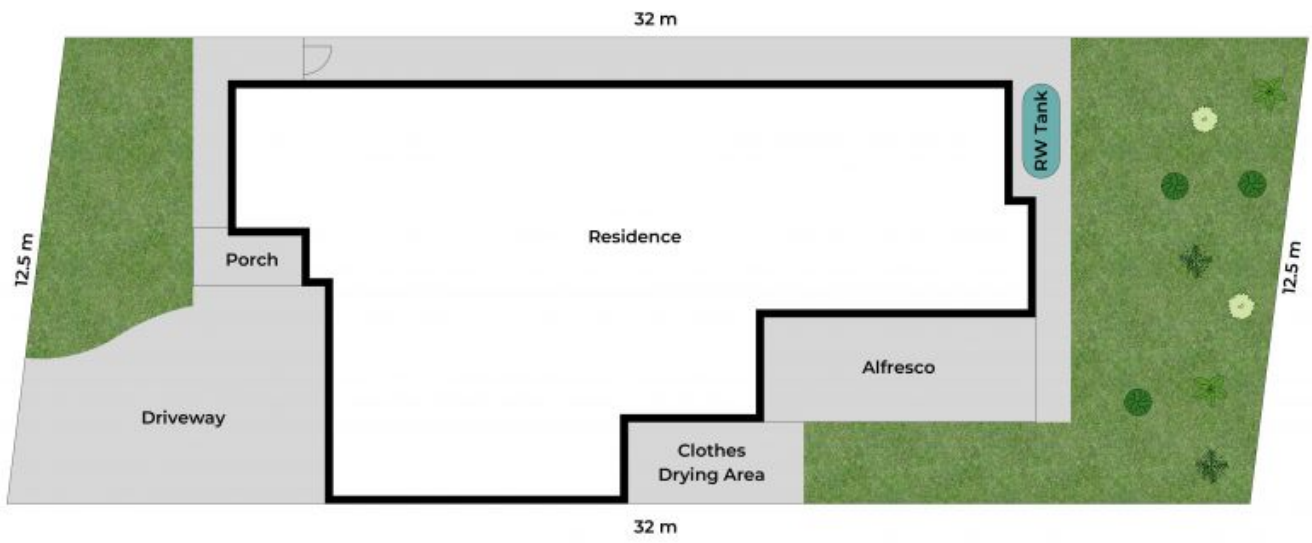 32 m
RW Tank
Residence
Porch
12.5 m
12.5 m
Alfresco
Driveway
Clothes
Drying Area
32 m